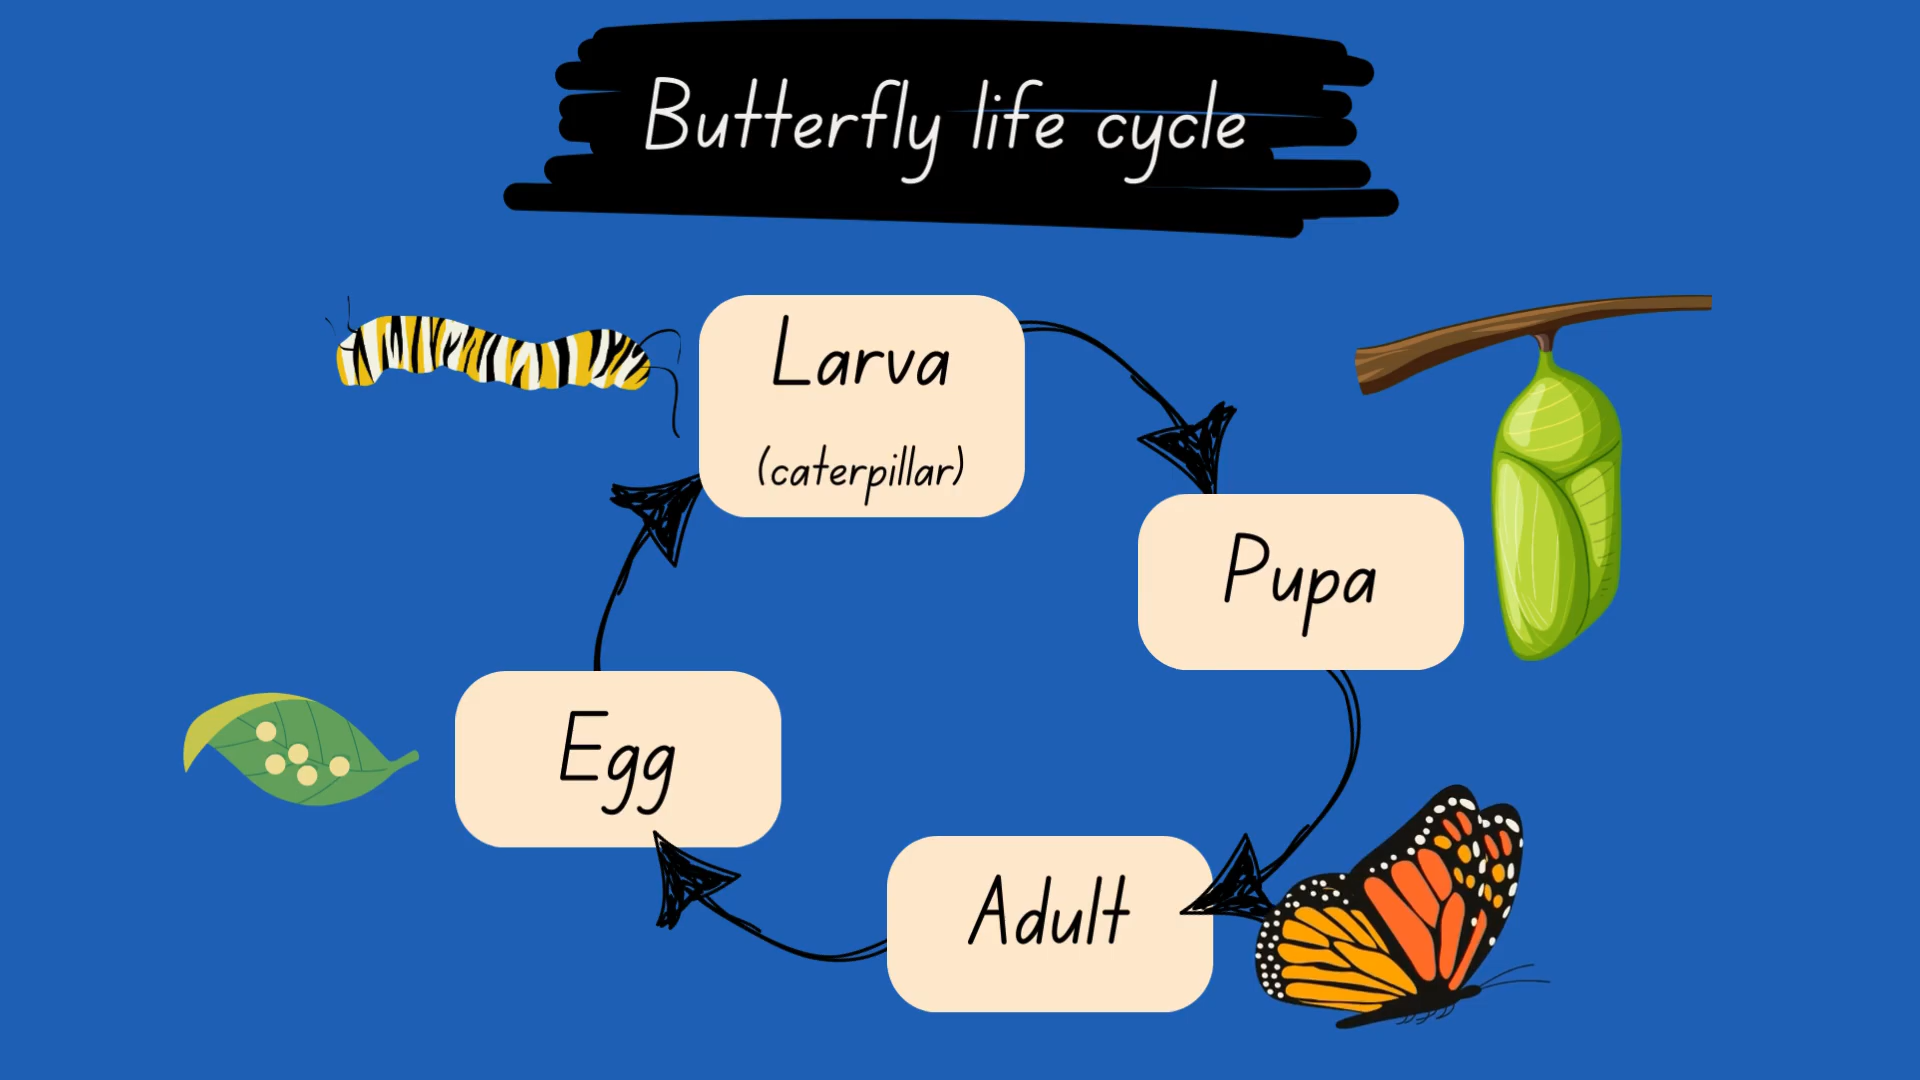 Butterfly life cycle
Larva
(caterpillar)
Pupa
Egg
Adult